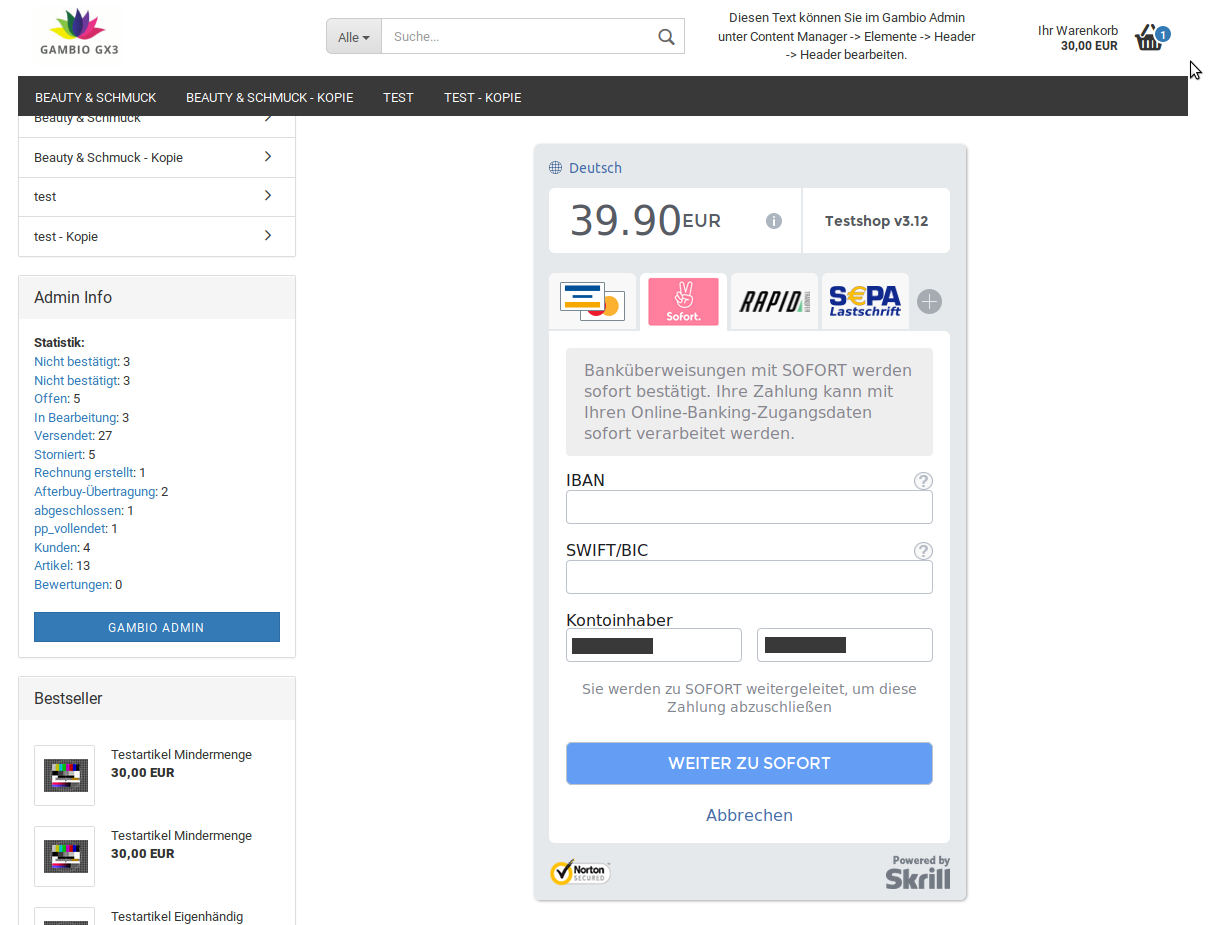 GAMBIO GX3
Alle
Suche...
Diesen Text können Sie im Gambio Admin
unter Content Manager -> Elemente -> Header
-> Header bearbeiten.
Ihr Warenkorb
30,00 EUR
1
BEAUTY & SCHMUCK
BEAUTY & SCHMUCK - KOPIE
TEST
TEST - KOPIE
Beauty & Schmuck
Beauty & Schmuck - Kopie
test
test - Kopie
Admin Info
Statistik:
Nicht bestätigt: 3
Nicht bestätigt: 3
Offen: 5
In Bearbeitung: 3
Versendet: 27
Storniert: 5
Rechnung erstellt: 1
Afterbuy-Übertragung: 2
abgeschlossen: 1
pp_vollendet: 1
Kunden: 4
Artikel: 13
Bewertungen: 0
GAMBIO ADMIN
Bestseller
Testartikel Mindermenge
30,00 EUR
Testartikel Mindermenge
30,00 EUR
Testartikel Eigenhändig
Deutsch
39.90 EUR
Testshop v3.12
Sofort.
RAPID
TRANSFER
S€PA
Lastschrift
Banküberweisungen mit SOFORT werden
sofort bestätigt. Ihre Zahlung kann mit
Ihren Online-Banking-Zugangsdaten
sofort verarbeitet werden.
IBAN
?
SWIFT/BIC
?
Kontoinhaber
Sie werden zu SOFORT weitergeleitet, um diese
Zahlung abzuschließen
WEITER ZU SOFORT
Abbrechen
Norton
SECURED
Powered by
Skrill